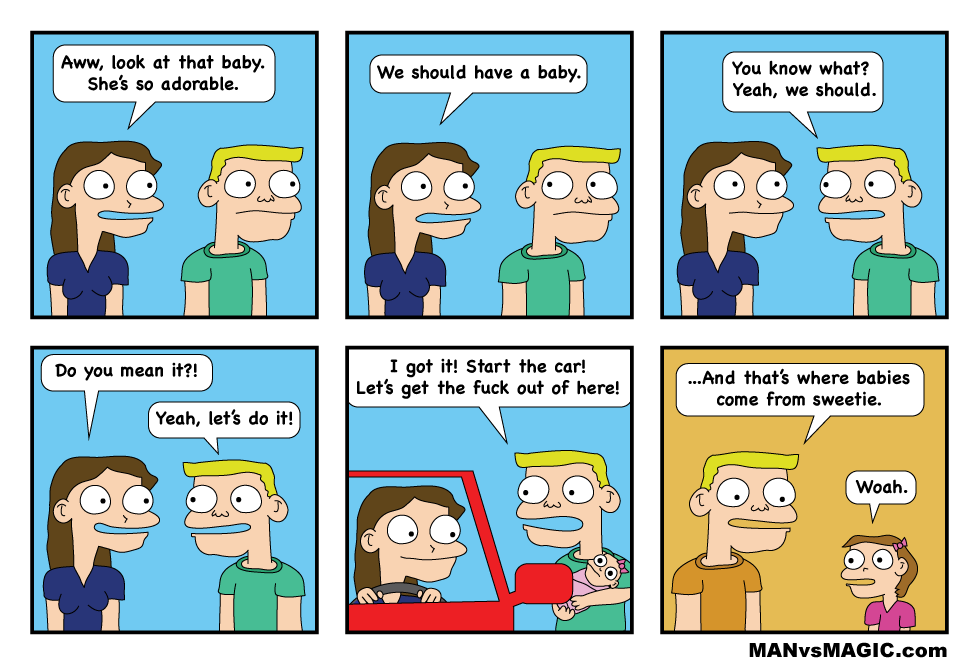 Aww, look at that baby.
She's so adorable.
We should have a baby.
You know what?
Yeah, we should.
Do you mean it?!
Yeah, let's do it!
I got it! Start the car!
Let's get the fuck out of here!
...And that's where babies
come from sweetie.
Woah.
MANvsMAGIC.com